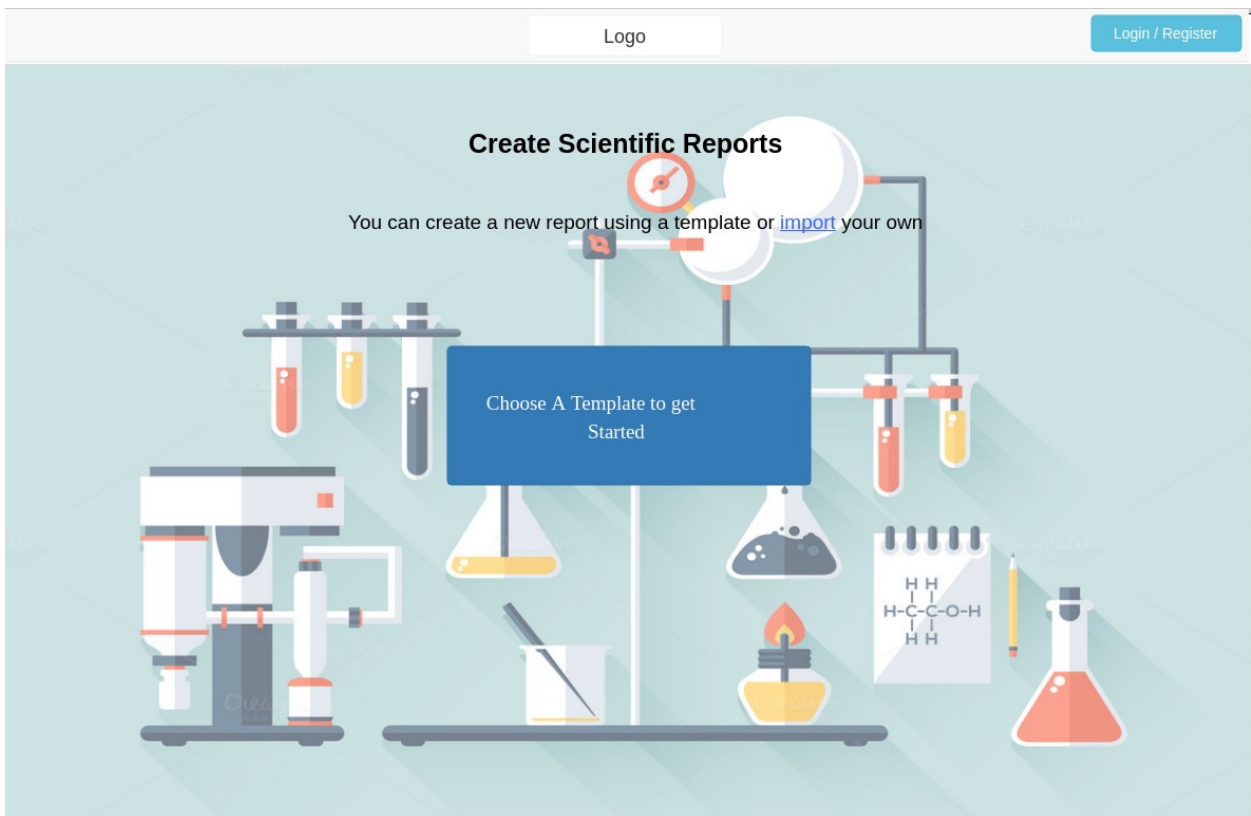 Logo
Login / Register
Create Scientific Reports
You can create a new report using a template or import your own
Choose A Template to get
Started
H H
H-C-C-O-H
H H